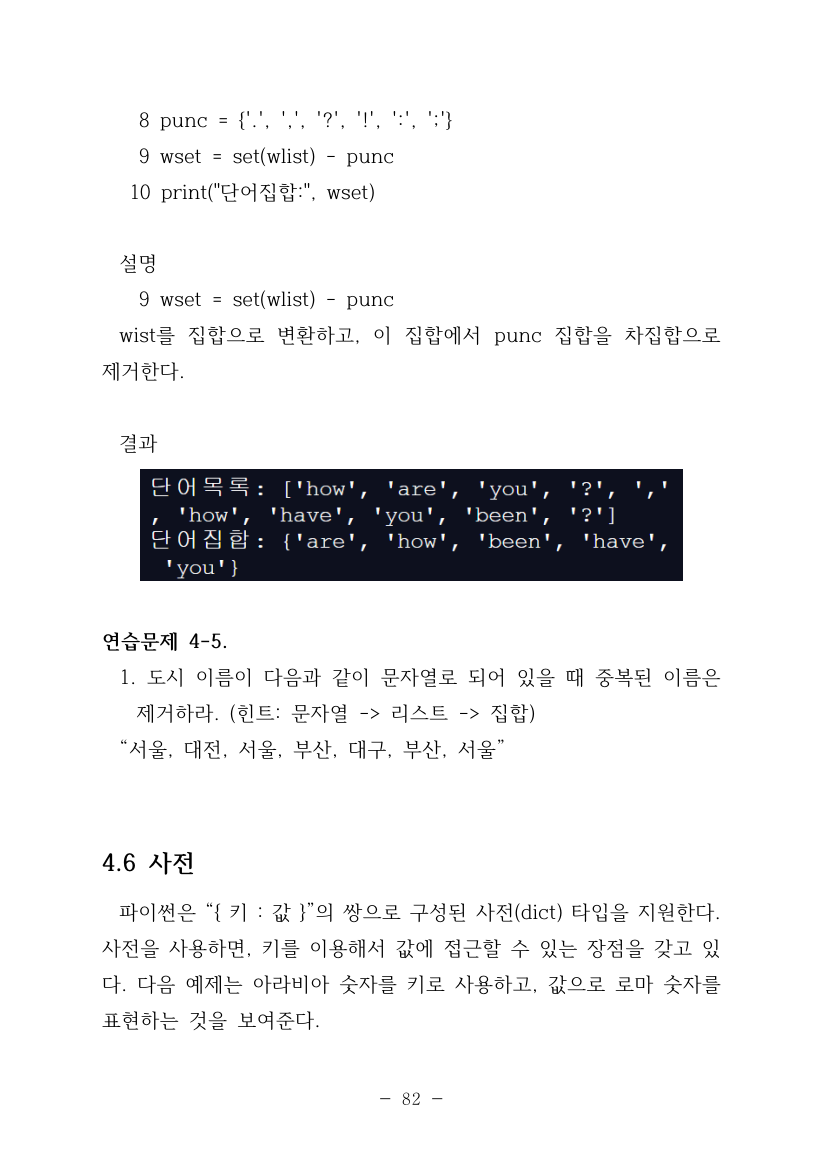 8 punc = {'.', ',', '?', '!', ':', ';'}
9 wset = set(wlist) - punc
10 print("단어집합:", wset)
설명
9 wset = set(wlist) - punc
wist를 집합으로 변환하고, 이 집합에서 punc 집합을 차집합으로
제거한다.
결과
단어목록: ['how', 'are', 'you', '?', ','
, 'how', 'have', 'you', 'been', '?']
단어집합: {'are', 'how', 'been', 'have',
'you'}
연습문제 4-5.
1. 도시 이름이 다음과 같이 문자열로 되어 있을 때 중복된 이름은
제거하라. (힌트: 문자열 -> 리스트 -> 집합)
“서울, 대전, 서울, 부산, 대구, 부산, 서울”
4.6 사전
파이썬은 “{ 키 : 값 }”의 쌍으로 구성된 사전(dict) 타입을 지원한다.
사전을 사용하면, 키를 이용해서 값에 접근할 수 있는 장점을 갖고 있
다. 다음 예제는 아라비아 숫자를 키로 사용하고, 값으로 로마 숫자를
표현하는 것을 보여준다.
- 82 -